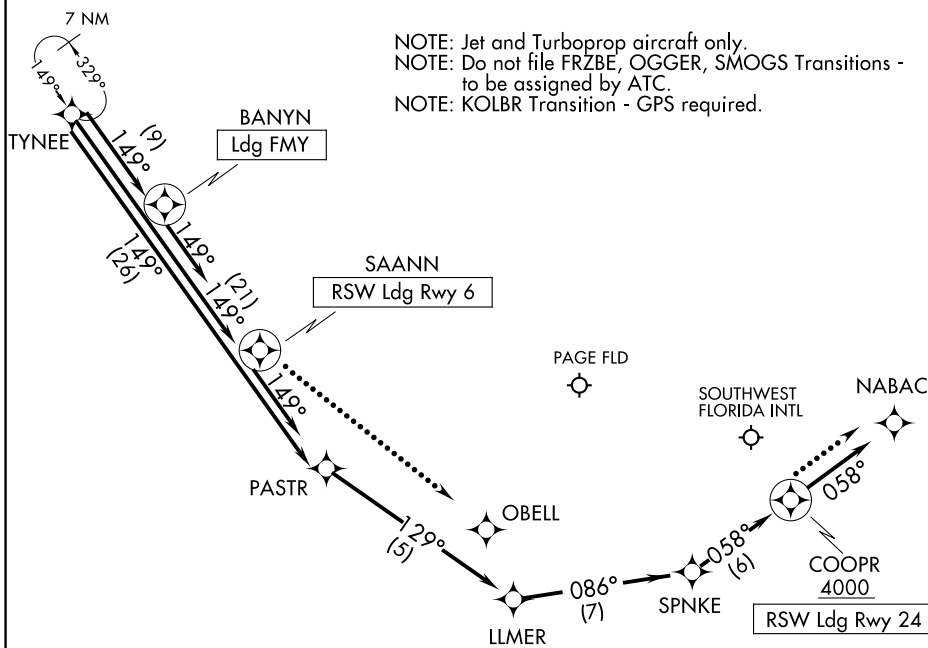 7 NM
NOTE: Jet and Turboprop aircraft only.
NOTE: Do not file FRZBE, OGGER, SMOGS Transitions -
to be assigned by ATC.
NOTE: KOLBR Transition - GPS required.
149°
329°
TYNEE
(9)
149°
BANYN
Ldg FMY
149°
(26)
149°
(21)
149°
SAANN
RSW Ldg Rwy 6
149°
PAGE FLD
SOUTHWEST
FLORIDA INTL
NABAC
PASTR
OBELL
129°
(5)
058°
058°
(6)
COOPR
4000
RSW Ldg Rwy 24
086°
(7)
SPNKE
LLMER